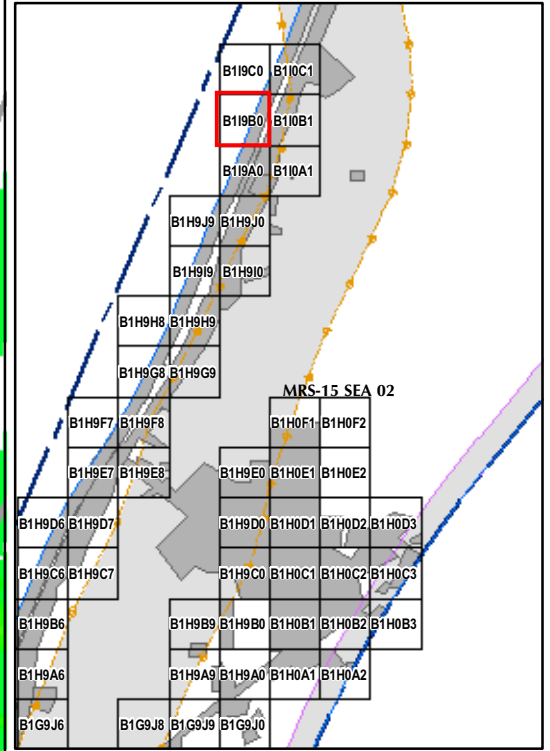 B1I9C0 B1I0C1
B1I9B0 B1I0B1
B1I9A0 B1I0A1
B1H9J9 B1H9J0
B1H9I9 B1H9I0
B1H9H8 B1H9H9
B1H9G8 B1H9G9
MRS-15 SEA 02
B1H9F7 B1H9F8 B1H0F1 B1H0F2
B1H9E7 B1H9E8 B1H9E0 B1H0E1 B1H0E2
B1H9D6 B1H9D7 B1H9D0 B1H0D1 B1H0D2 B1H0D3
B1H9C6 B1H9C7 B1H9C0 B1H0C1 B1H0C2 B1H0C3
B1H9B6 B1H9B9 B1H9B0 B1H0B1 B1H0B2 B1H0B3
B1H9A6 B1H9A9 B1H9A0 B1H0A1 B1H0A2
B1G9J6 B1G9J8 B1G9J9 B1G9J0